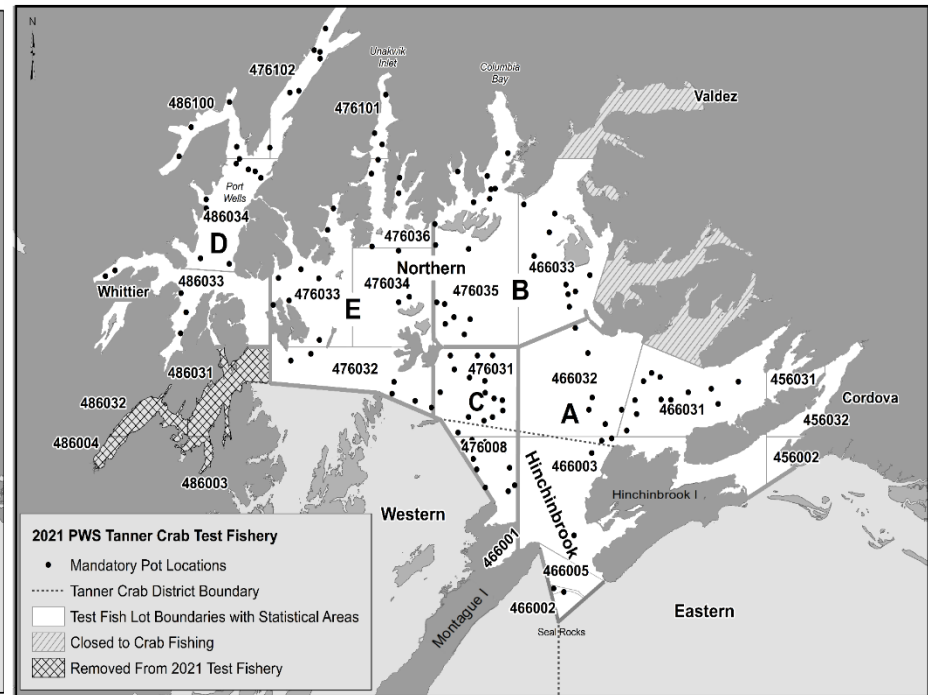 N
Unakwik
Inlet
Columbia
Bay
476102
486100
476101
Valdez
Port
Wells
486034
D
476036
Northern
466033
Whittier
486033
476033
476034
476035
B
E
476032
476031
466032
486031
C
A
466031
456031
Cordova
486032
456032
486004
476008
466003
456002
486003
Hinchinbrook
Hinchinbrook I
Western
466001
466005
466002
Montague I
Seal Rocks
Eastern
2021 PWS Tanner Crab Test Fishery
Mandatory Pot Locations
Tanner Crab District Boundary
Test Fish Lot Boundaries with Statistical Areas
Closed to Crab Fishing
Removed From 2021 Test Fishery